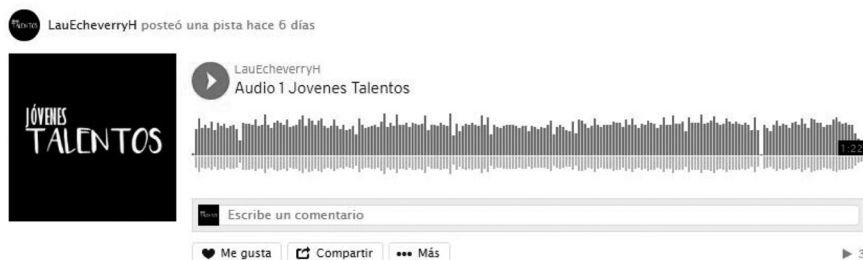 LauEcheverryH posteó una pista hace 6 días
JÓVENES
TALENTOS
LauEcheverryH
Audio 1 Jovenes Talentos
1:22
Escribe un comentario
Me gusta
Compartir
Más
3